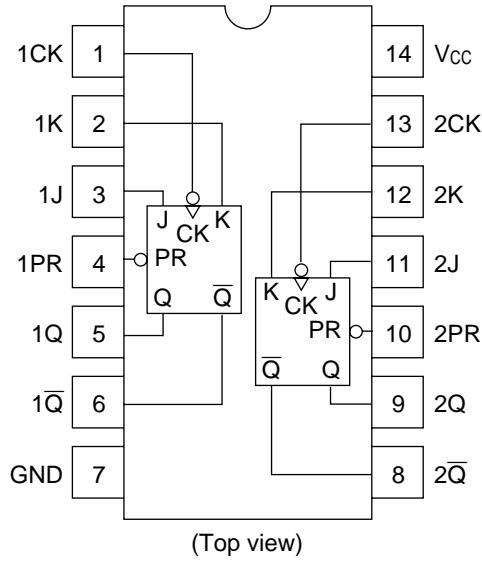 1CK 1 14 VCC
1K 2 13 2CK
1J 3 12 2K
J CK K
1PR 4 PR 11 2J
K CK J
Q Q̅
1Q 5 PR 10 2PR
Q̅ Q
1Q̅ 6 9 2Q
GND 7 8 2Q̅
(Top view)